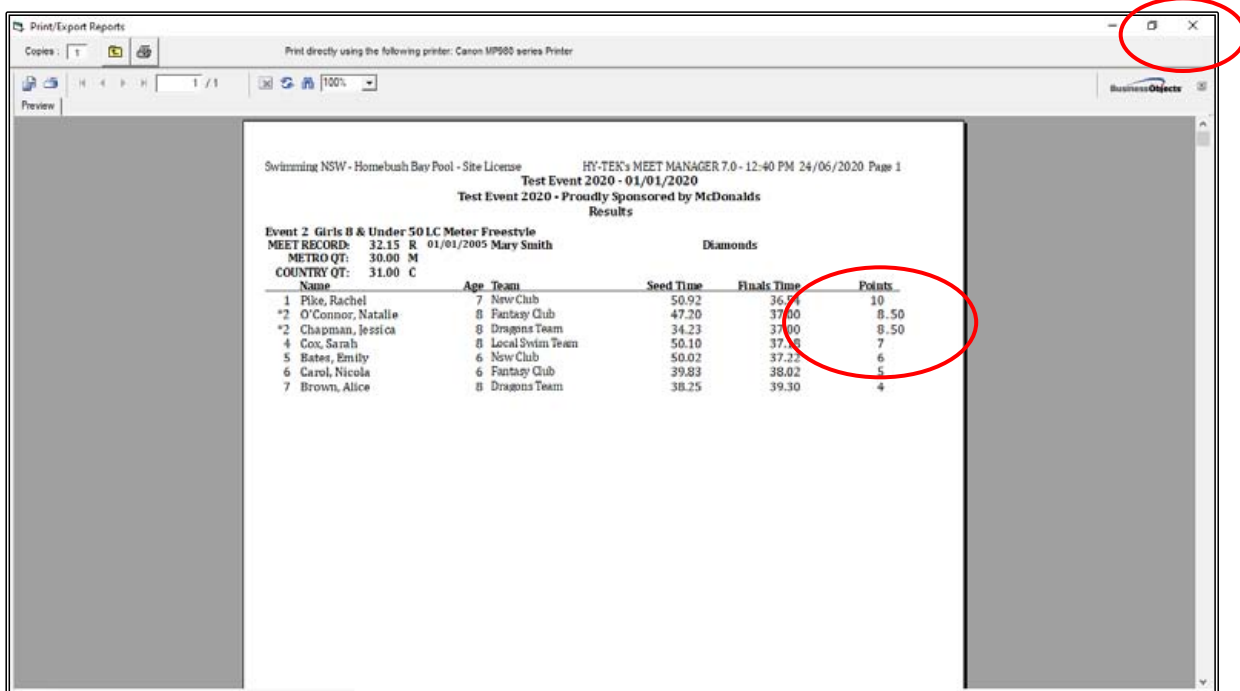 Print/Export Reports
Copies : 1 Print directly using the following printer: Canon MP980 series Printer
1 / 1 100% BusinessObjects
Preview
Swimming NSW - Homebush Bay Pool - Site License HY-TEK's MEET MANAGER 7.0 - 12:40 PM 24/06/2020 Page 1
Test Event 2020 - 01/01/2020
Test Event 2020 - Proudly Sponsored by McDonalds
Results
Event 2 Girls 8 & Under 50 LC Meter Freestyle
MEET RECORD: 32.15 R 01/01/2005 Mary Smith Diamonds
METRO QT: 30.00 M
COUNTRY QT: 31.00 C
Name Age Team Seed Time Finals Time Points
1 Pike, Rachel 7 Nsw Club 50.92 10
*2 O'Connor, Natalie 8 Fantasy Club 47.20 37.00 8.50
*2 Chapman, Jessica 8 Dragons Team 34.23 37.00 8.50
4 Cox, Sarah 8 Local Swim Team 50.10 7
5 Bates, Emily 6 Nsw Club 50.02 37.22 6
6 Carol, Nicola 6 Fantasy Club 39.83 38.02 5
7 Brown, Alice 8 Dragons Team 38.25 39.30 4